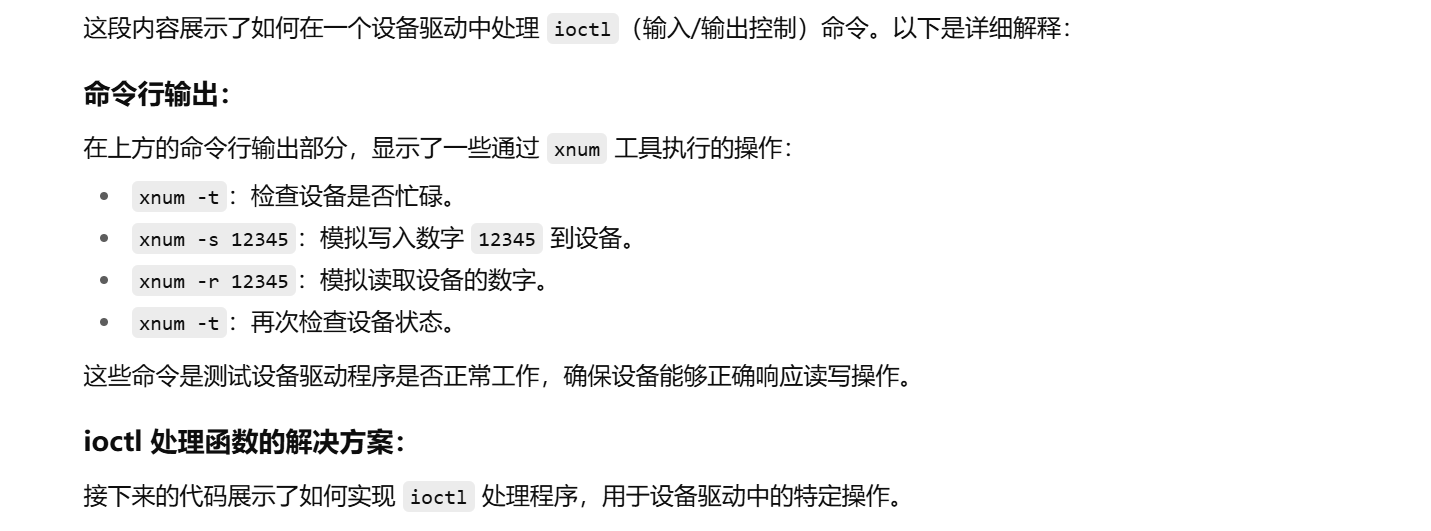 这段内容展示了如何在一个设备驱动中处理 ioctl（输入/输出控制）命令。以下是详细解释：
命令行输出：
在上方的命令行输出部分，显示了一些通过 xnum 工具执行的操作：
xnum -t：检查设备是否忙碌。
xnum -s 12345：模拟写入数字 12345 到设备。
xnum -r 12345：模拟读取设备的数字。
xnum -t：再次检查设备状态。
这些命令是测试设备驱动程序是否正常工作，确保设备能够正确响应读写操作。
ioctl 处理函数的解决方案：
接下来的代码展示了如何实现 ioctl 处理程序，用于设备驱动中的特定操作。